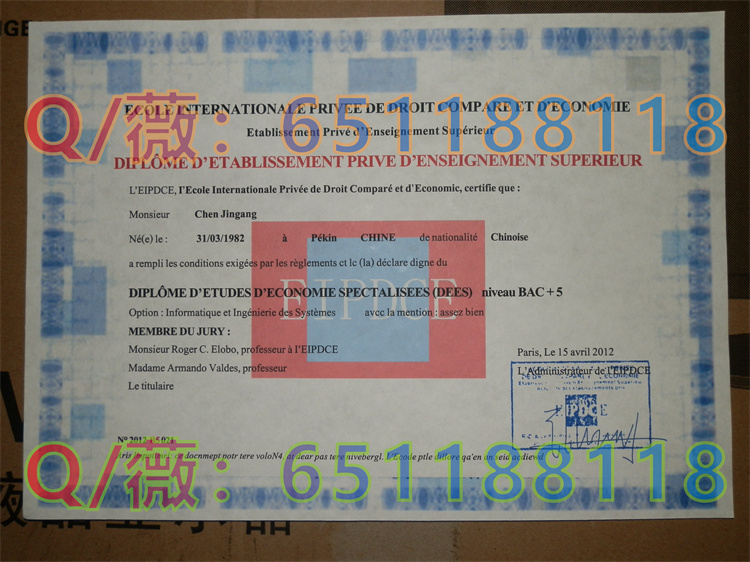 ECOLE INTERNATIONALE PRIVEE DE DROIT COMPARE ET D'ECONOMIE
Q/薇：651188118
Etablissement Privé d'Enseignement Supérieur
DIPLÔME D'ETABLISSEMENT PRIVE D'ENSEIGNEMENT SUPERIEUR
L'EIPDCE, l'Ecole Internationale Privée de Droit Comparé et d'Economic, certifie que :
Monsieur Chen Jingang
Né(e) le : 31/03/1982 à Pékin CHINE de nationalité Chinoise
a rempli les conditions exigées par les règlements et lc (la) déclare digne du
EIPDCE
DIPLÔME D'ETUDES D'ECONOMIE SPECTALISEES (DEES) niveau BAC + 5
Option : Informatique et Ingénierie des Systèmes avec la mention : assez bien
MEMBRE DU JURY :
Monsieur Roger C. Elobo, professeur à l'EIPDCE
Madame Armando Valdes, professeur
Le titulaire
Paris, Le 15 avril 2012
L'Administrateur de l'EIPDCE
EIPDCE
Q/薇：651188118